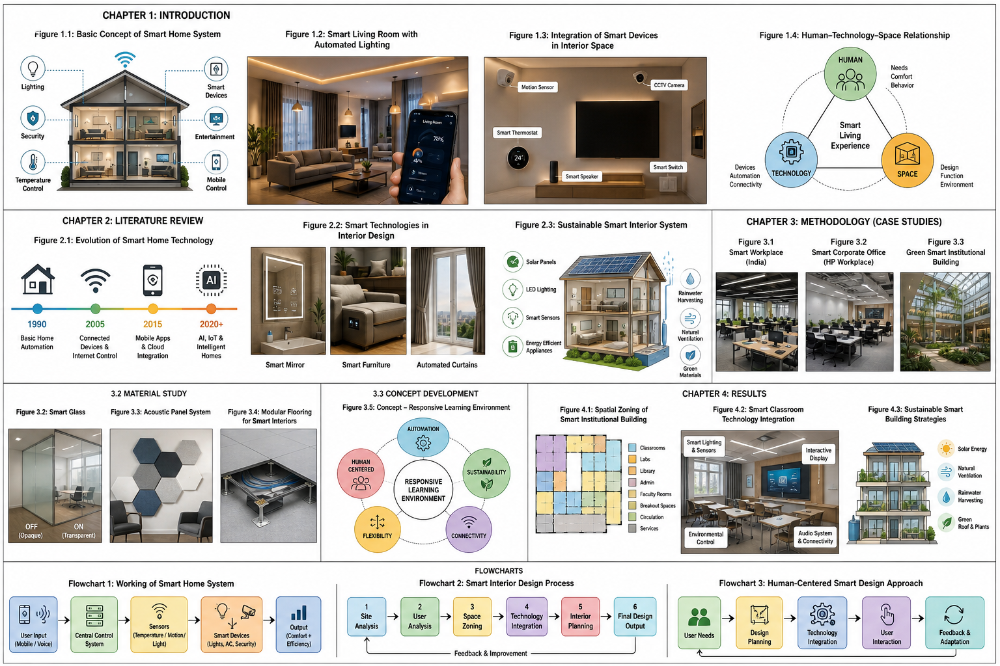 CHAPTER 1: INTRODUCTION
Figure 1.1: Basic Concept of Smart Home System
Lighting
Security
Temperature
Control
Smart
Devices
Entertainment
Mobile
Control
Figure 1.2: Smart Living Room with
Automated Lighting
Living Room
Figure 1.3: Integration of Smart Devices
in Interior Space
Motion Sensor
CCTV Camera
Smart Thermostat
24°
Smart Speaker
Smart Switch
Figure 1.4: Human–Technology–Space Relationship
HUMAN
Needs
Comfort
Behavior
Smart
Living
Experience
TECHNOLOGY
Devices
Automation
Connectivity
SPACE
Design
Function
Environment
CHAPTER 2: LITERATURE REVIEW
Figure 2.1: Evolution of Smart Home Technology
AI
1990
2005
2015
2020+
Basic Home
Automation
Connected
Devices &
Internet Control
Mobile Apps
& Cloud
Integration
AI, IoT &
Intelligent
Homes
Figure 2.2: Smart Technologies in
Interior Design
Smart Mirror
Smart Furniture
Automated Curtains
Figure 2.3: Sustainable Smart Interior System
Solar Panels
LED Lighting
Smart Sensors
Energy Efficient
Appliances
Rainwater
Harvesting
Natural
Ventilation
Green
Materials
CHAPTER 3: METHODOLOGY (CASE STUDIES)
Figure 3.1
Smart Workplace
(India)
Figure 3.2
Smart Corporate Office
(HP Workplace)
Figure 3.3
Green Smart Institutional
Building
3.2 MATERIAL STUDY
Figure 3.2: Smart Glass
OFF
(Opaque)
ON
(Transparent)
Figure 3.3: Acoustic Panel System
Figure 3.4: Modular Flooring
for Smart Interiors
3.3 CONCEPT DEVELOPMENT
Figure 3.5: Concept – Responsive Learning Environment
AUTOMATION
HUMAN
CENTERED
SUSTAINABILITY
RESPONSIVE
LEARNING
ENVIRONMENT
FLEXIBILITY
CONNECTIVITY
CHAPTER 4: RESULTS
Figure 4.1: Spatial Zoning of
Smart Institutional Building
Classrooms
Labs
Library
Admin
Faculty Rooms
Breakout Spaces
Circulation
Services
Figure 4.2: Smart Classroom
Technology Integration
Smart Lighting
& Sensors
Interactive
Display
Environmental
Control
Audio System
& Connectivity
Figure 4.3: Sustainable Smart
Building Strategies
Solar Energy
Natural
Ventilation
Rainwater
Harvesting
Green
Roof & Plants
FLOWCHARTS
Flowchart 1: Working of Smart Home System
User Input
(Mobile / Voice)
Central Control
System
Sensors
(Temperature / Motion/
Light)
Smart Devices
(Lights, AC, Security)
Output
(Comfort +
Efficiency)
Flowchart 2: Smart Interior Design Process
1
Site
Analysis
2
User
Analysis
3
Space
Zoning
4
Technology
Integration
5
Interior
Planning
6
Final Design
Output
Feedback & Improvement
Flowchart 3: Human-Centered Smart Design Approach
User Needs
Design
Planning
Technology
Integration
User
Interaction
Feedback &
Adaptation